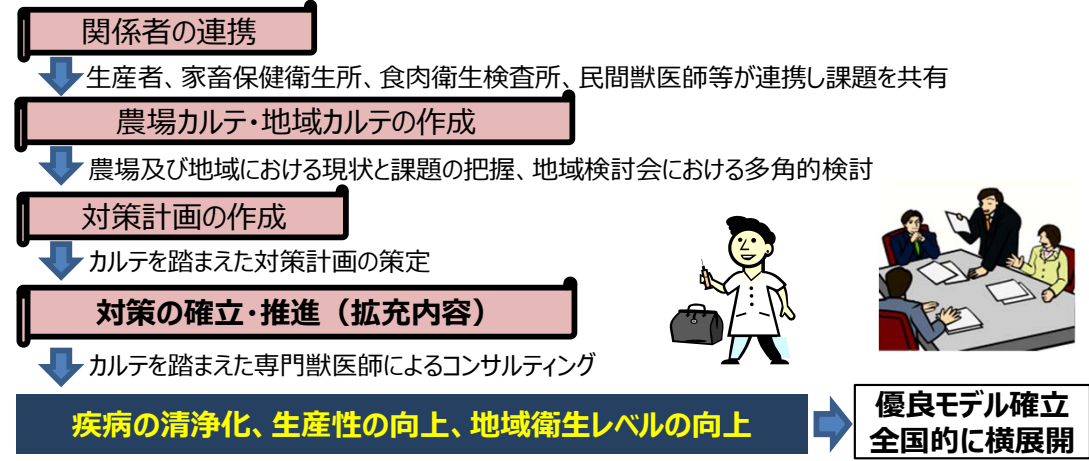 関係者の連携
生産者、家畜保健衛生所、食肉衛生検査所、民間獣医師等が連携し課題を共有
農場カルテ・地域カルテの作成
農場及び地域における現状と課題の把握、地域検討会における多角的検討
対策計画の作成
カルテを踏まえた対策計画の策定
対策の確立・推進（拡充内容）
カルテを踏まえた専門獣医師によるコンサルティング
疾病の清浄化、生産性の向上、地域衛生レベルの向上
優良モデル確立
全国的に横展開